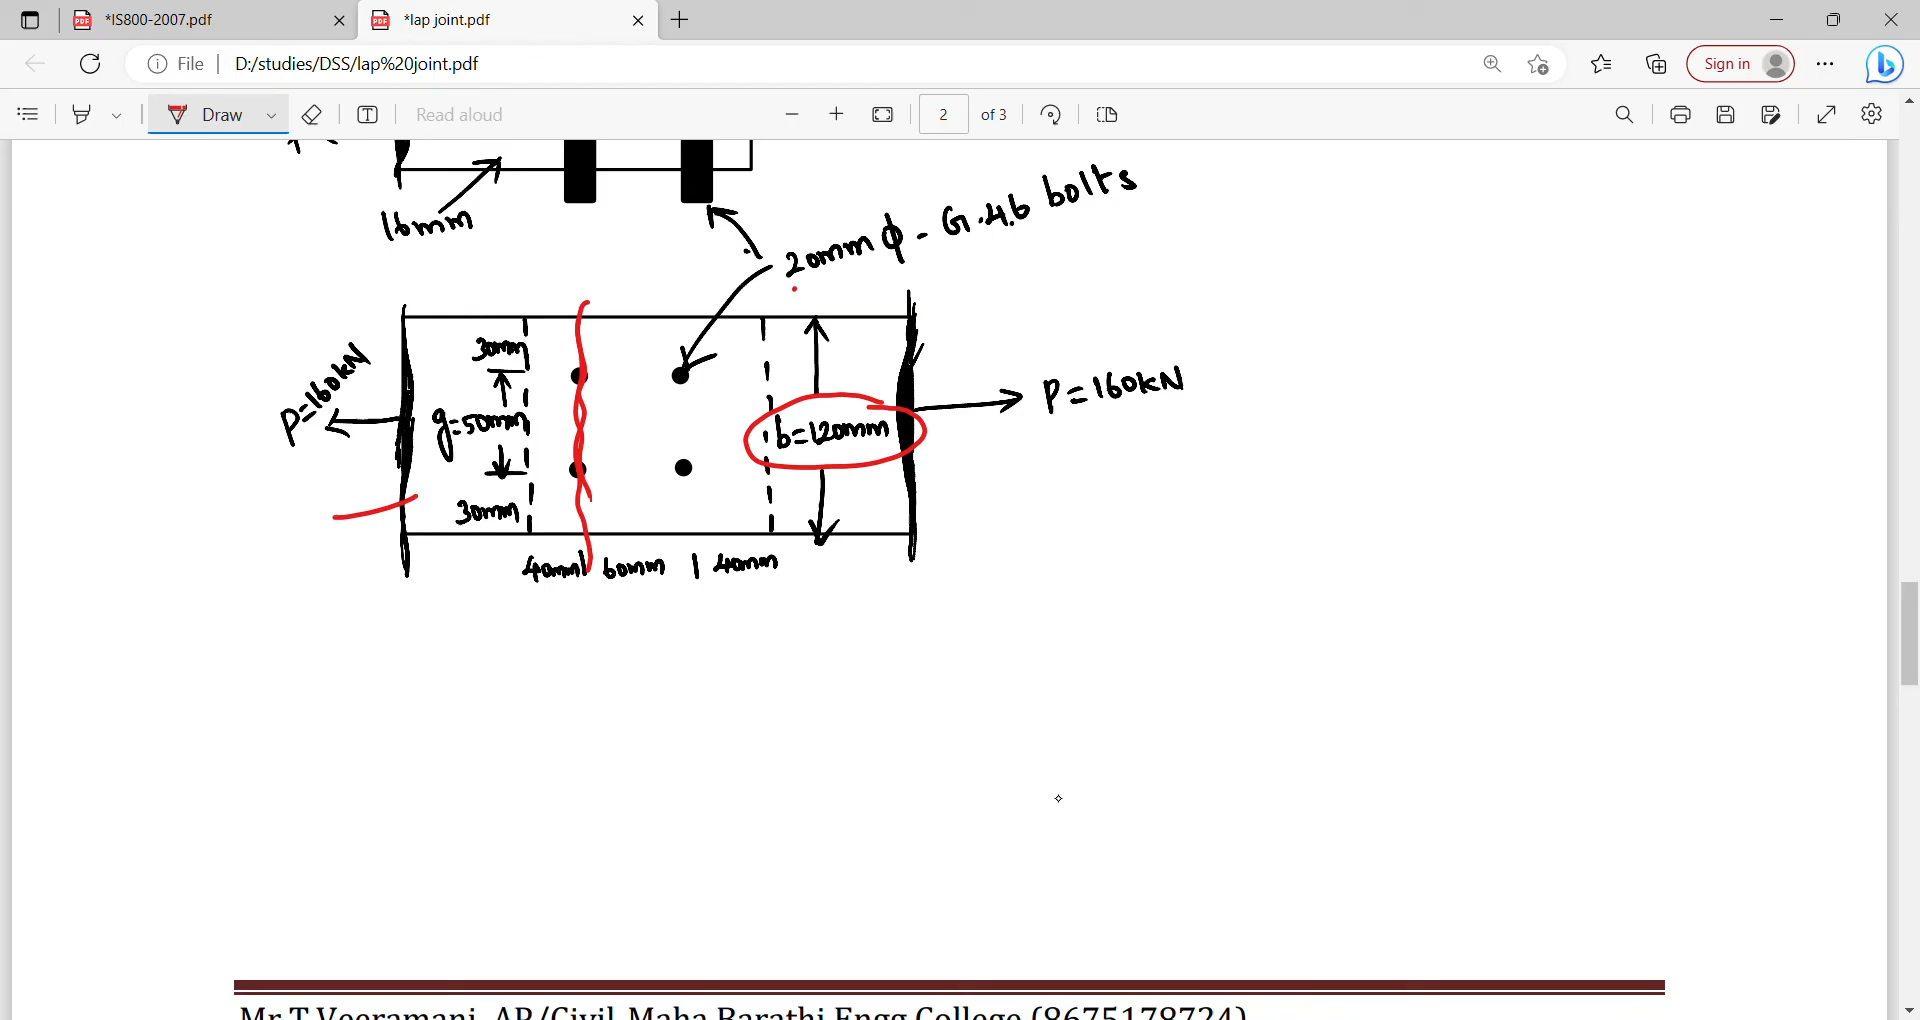 *IS800-2007.pdf
*lap joint.pdf
File
D:/studies/DSS/lap%20joint.pdf
Sign in
Draw
Read aloud
2
of 3
16mm
20mm ϕ - G.4.6 bolts
30mm
P=160kN
g=50mm
b=120mm
P=160kN
30mm
40mm| 60mm | 40mm
Mr.T.Veeramani, AP/Civil, Maha Barathi Engg College (8675178724)